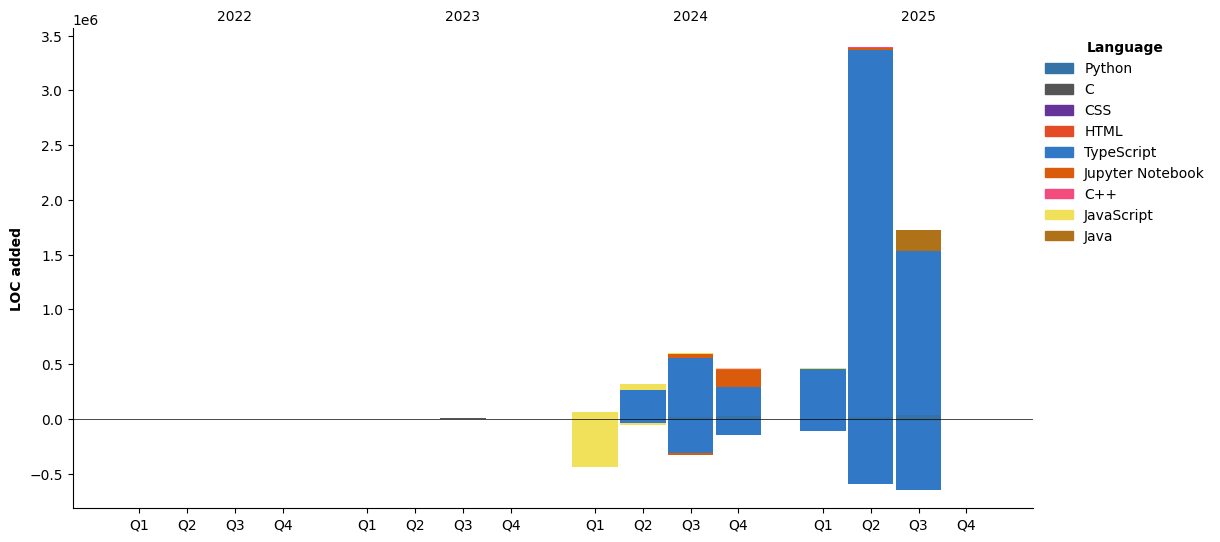 2022 2023 2024 2025
1e6
3.5
3.0
2.5
2.0
1.5
1.0
0.5
0.0
−0.5
LOC added
Q1 Q2 Q3 Q4 Q1 Q2 Q3 Q4 Q1 Q2 Q3 Q4 Q1 Q2 Q3 Q4
Language
Python
C
CSS
HTML
TypeScript
Jupyter Notebook
C++
JavaScript
Java